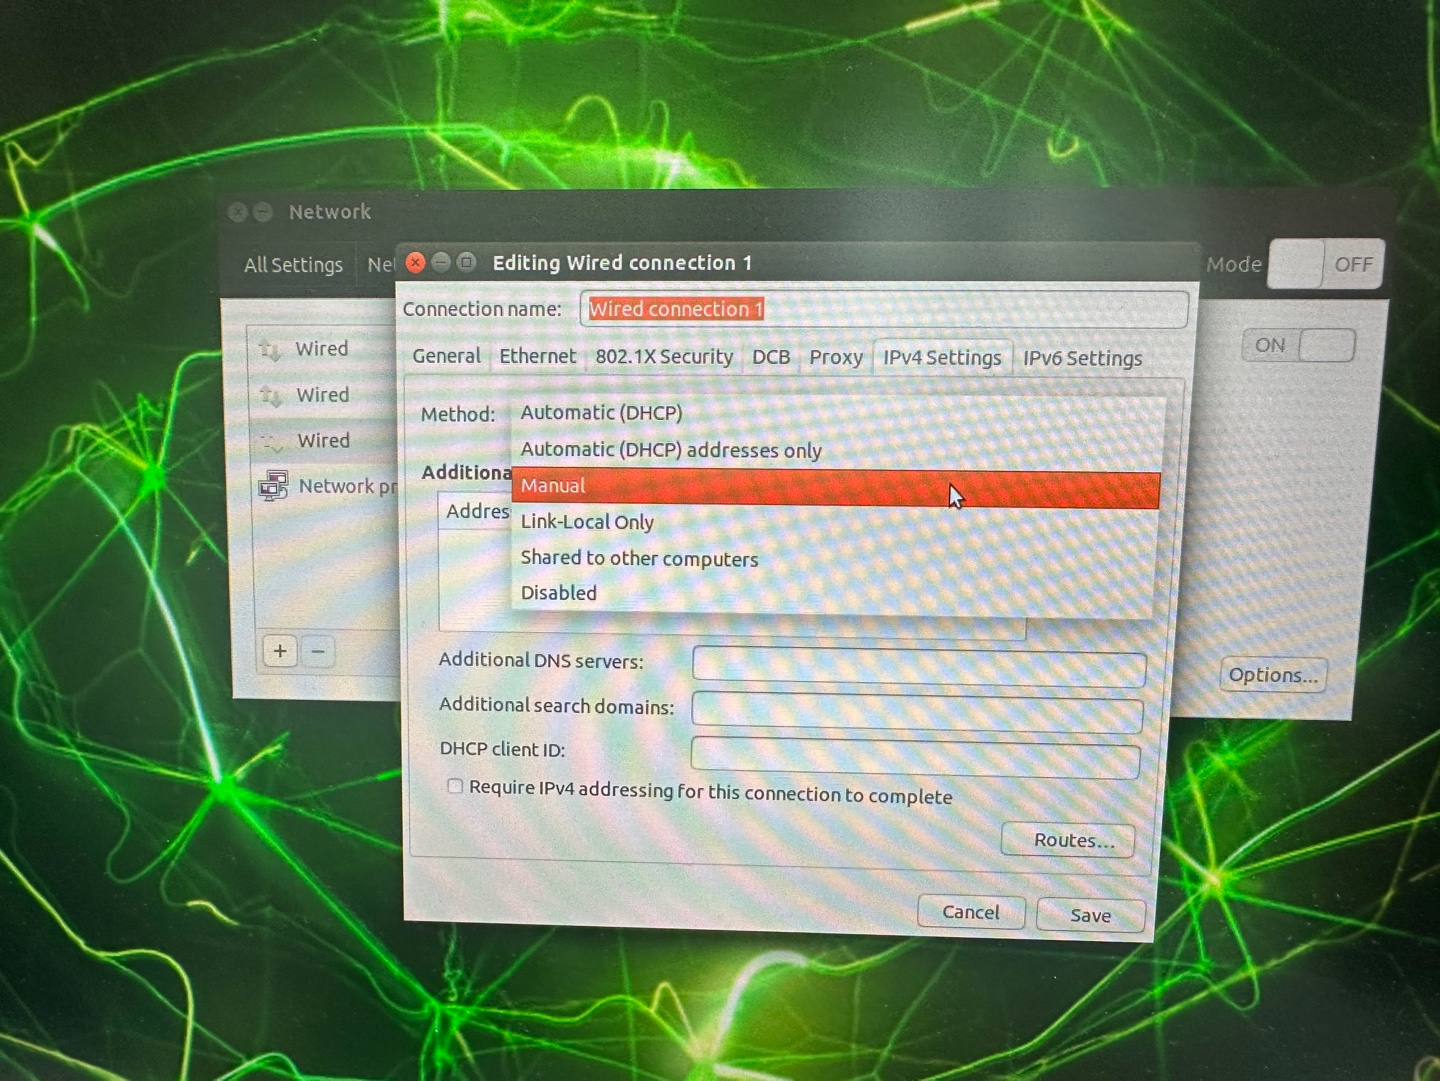 Network
All Settings
Mode
OFF
Editing Wired connection 1
Connection name: Wired connection 1
General Ethernet 802.1X Security DCB Proxy IPv4 Settings IPv6 Settings
ON
Wired
Wired
Wired
Network pr
Method:
Automatic (DHCP)
Automatic (DHCP) addresses only
Manual
Link-Local Only
Shared to other computers
Disabled
Additiona
Addres
+ −
Additional DNS servers:
Additional search domains:
DHCP client ID:
Require IPv4 addressing for this connection to complete
Routes...
Cancel Save
Options...